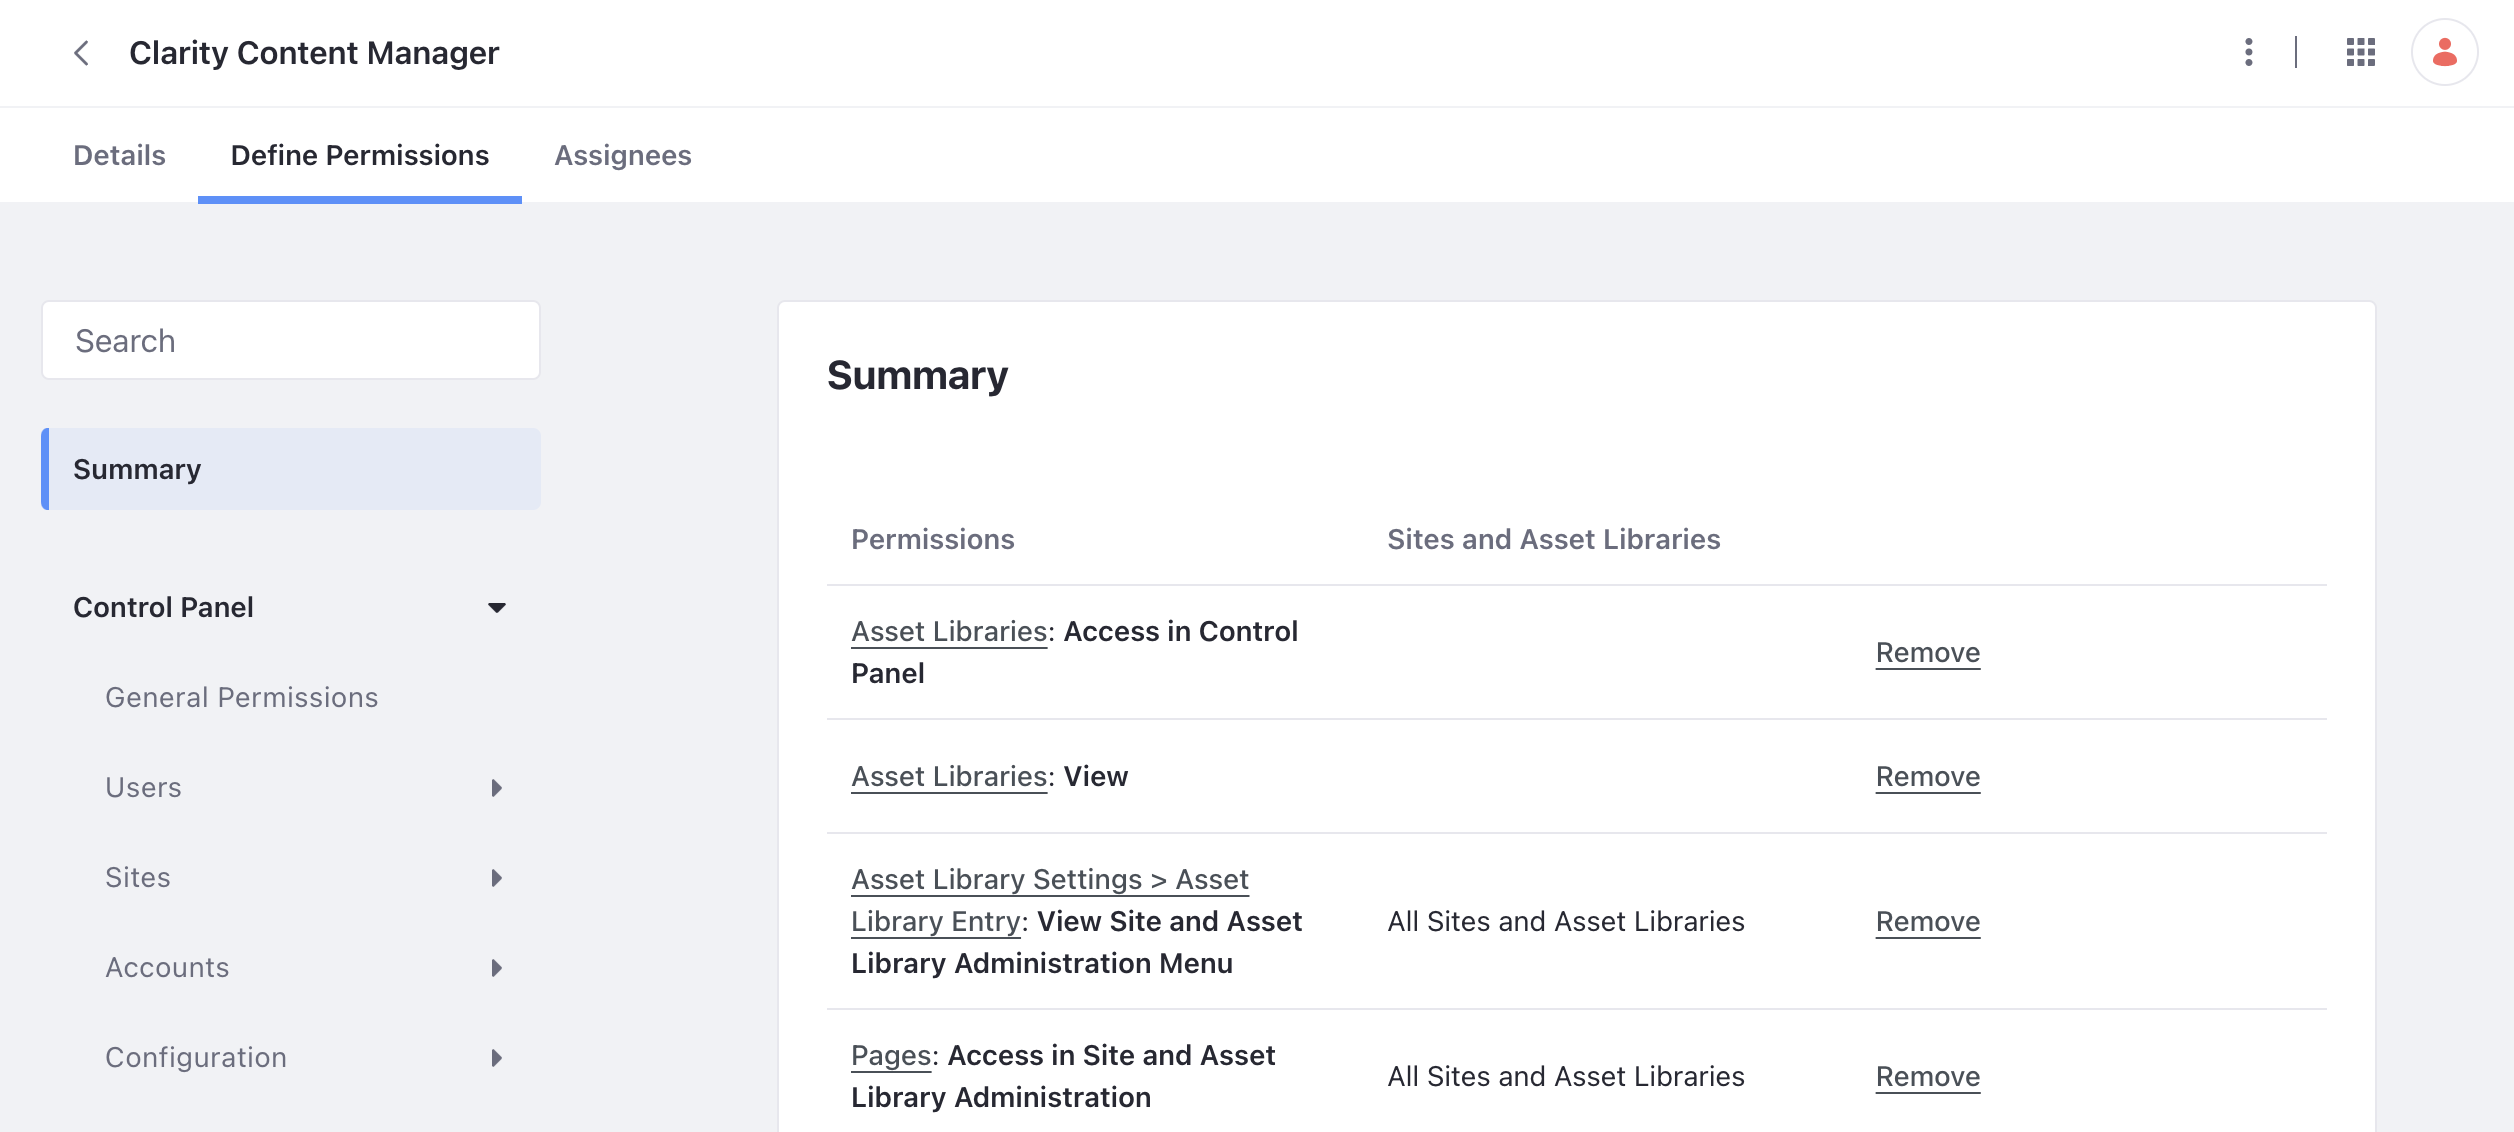 Clarity Content Manager
Details
Define Permissions
Assignees
Search
Summary
Control Panel
General Permissions
Users
Sites
Accounts
Configuration
Summary
Permissions
Sites and Asset Libraries
Asset Libraries: Access in Control
Panel
Remove
Asset Libraries: View
Remove
Asset Library Settings > Asset
Library Entry: View Site and Asset
Library Administration Menu
All Sites and Asset Libraries
Remove
Pages: Access in Site and Asset
Library Administration
All Sites and Asset Libraries
Remove